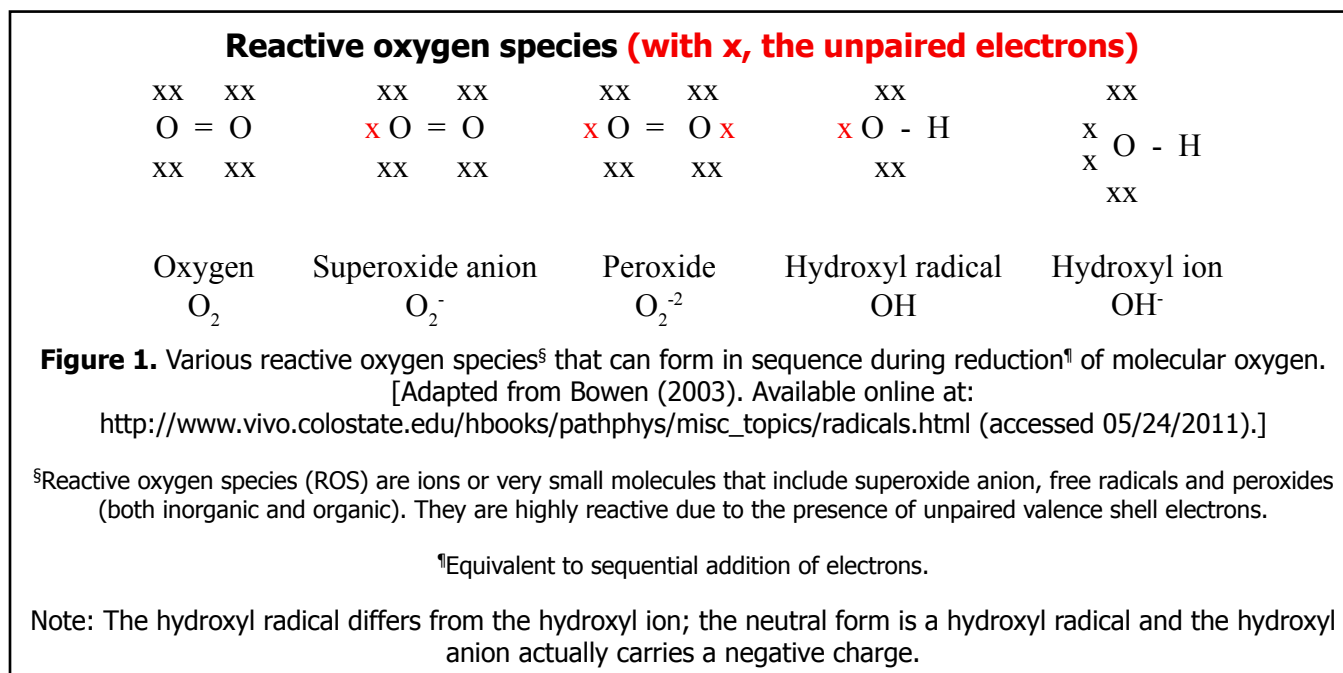 Reactive oxygen species (with x, the unpaired electrons)
xx xx xx xx xx xx xx xx
O = O x O = O x O = O x x O - H x x O - H
xx xx xx xx xx xx xx xx
Oxygen Superoxide anion Peroxide Hydroxyl radical Hydroxyl ion
O₂ O₂⁻ O₂⁻² OH OH⁻
Figure 1. Various reactive oxygen species§ that can form in sequence during reduction¶ of molecular oxygen.
[Adapted from Bowen (2003). Available online at:
http://www.vivo.colostate.edu/hbooks/pathphys/misc_topics/radicals.html (accessed 05/24/2011).]
§Reactive oxygen species (ROS) are ions or very small molecules that include superoxide anion, free radicals and peroxides
(both inorganic and organic). They are highly reactive due to the presence of unpaired valence shell electrons.
¶Equivalent to sequential addition of electrons.
Note: The hydroxyl radical differs from the hydroxyl ion; the neutral form is a hydroxyl radical and the hydroxyl
anion actually carries a negative charge.